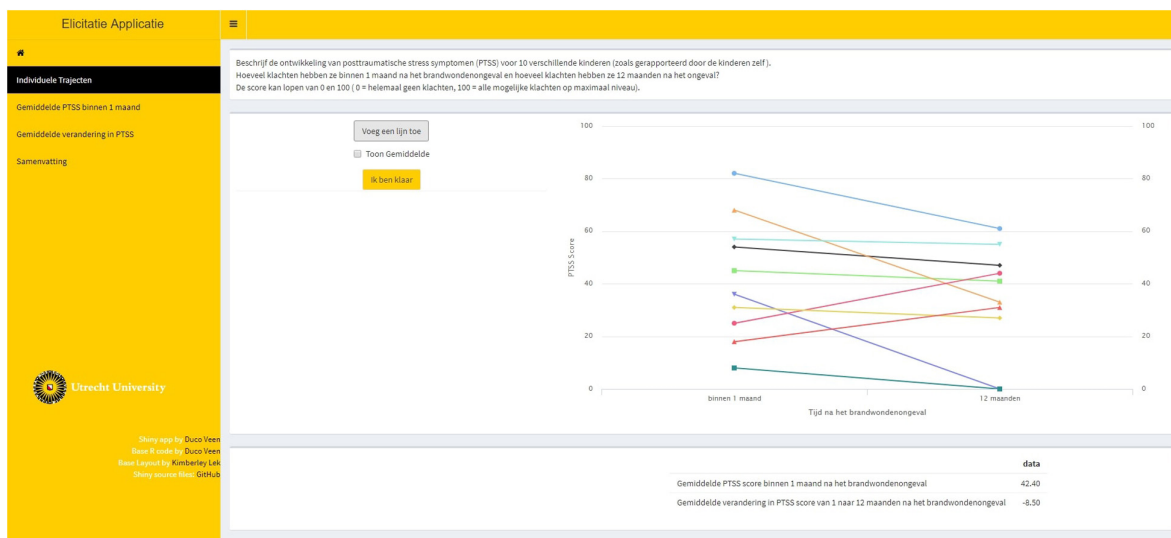 Elicitatie Applicatie
Individuele Trajecten
Gemiddelde PTSS binnen 1 maand
Gemiddelde verandering in PTSS
Samenvatting
Utrecht University
Shiny app by Duco Veen
Base R code by Duco Veen
Base Layout by Kimberley Lek
Shiny source files: GitHub
Beschrijf de ontwikkeling van posttraumatische stress symptomen (PTSS) voor 10 verschillende kinderen (zoals gerapporteerd door de kinderen zelf ).
Hoeveel klachten hebben ze binnen 1 maand na het brandwondenongeval en hoeveel klachten hebben ze 12 maanden na het ongeval?
De score kan lopen van 0 en 100 ( 0 = helemaal geen klachten, 100 = alle mogelijke klachten op maximaal niveau).
Voeg een lijn toe
Toon Gemiddelde
Ik ben klaar
PTSS Score
100 100
80 80
60 60
40 40
20 20
0 0
binnen 1 maand 12 maanden
Tijd na het brandwondenongeval
data
Gemiddelde PTSS score binnen 1 maand na het brandwondenongeval 42.40
Gemiddelde verandering in PTSS score van 1 naar 12 maanden na het brandwondenongeval -8.50